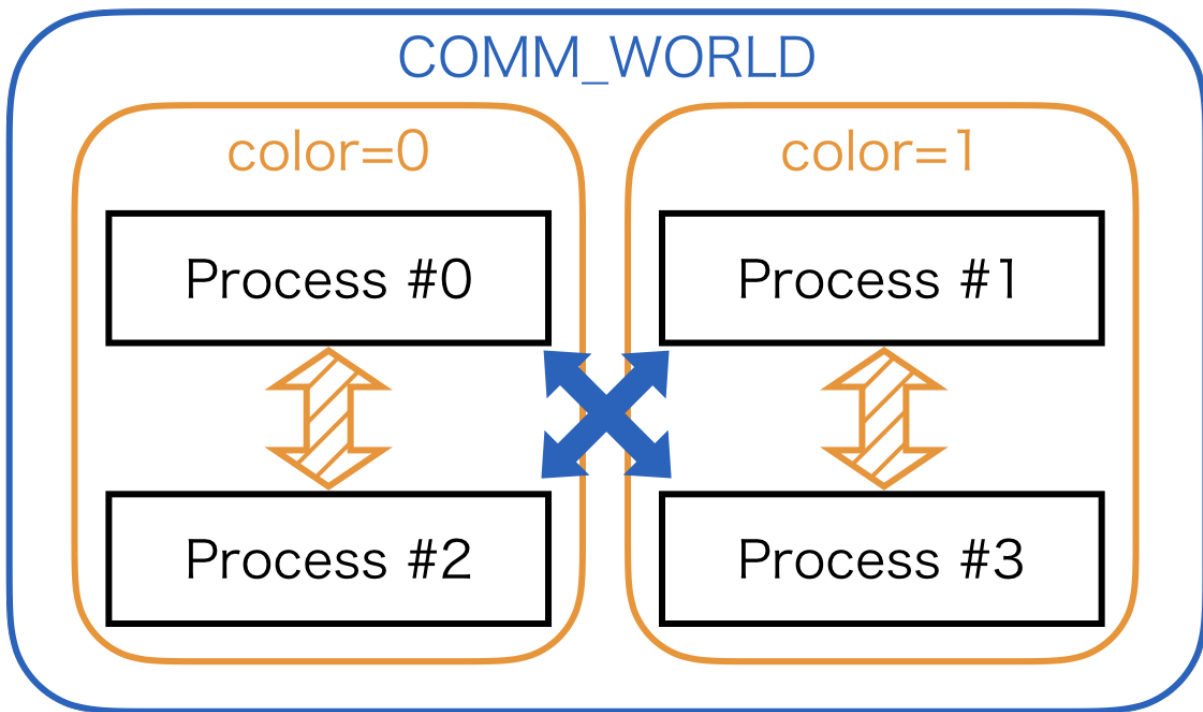 COMM_WORLD
color=0
Process #0
Process #2
color=1
Process #1
Process #3